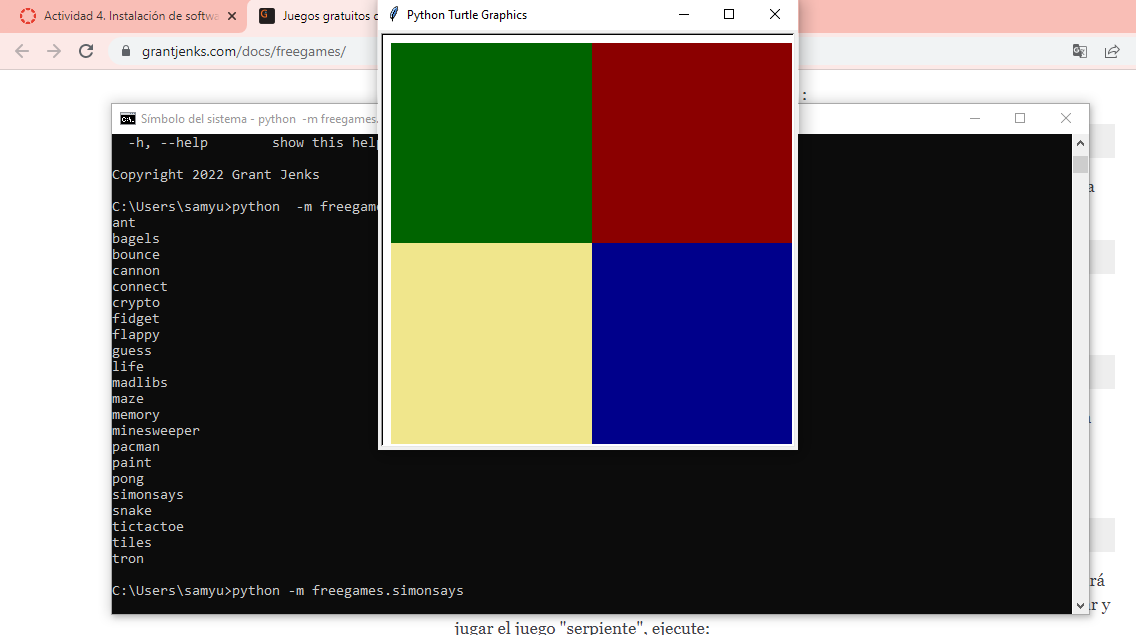 Actividad 4. Instalación de softwa
Juegos gratuitos
Python Turtle Graphics
grantjenks.com/docs/freegames/
:
Símbolo del sistema - python -m freegames.
-h, --help show this help
Copyright 2022 Grant Jenks
C:\Users\samyu>python -m freegame
ant
bagels
bounce
cannon
connect
crypto
fidget
flappy
guess
life
madlibs
maze
memory
minesweeper
pacman
paint
pong
simonsays
snake
tictactoe
tiles
tron
C:\Users\samyu>python -m freegames.simonsays
a
rá
r y
jugar el juego "serpiente", ejecute: